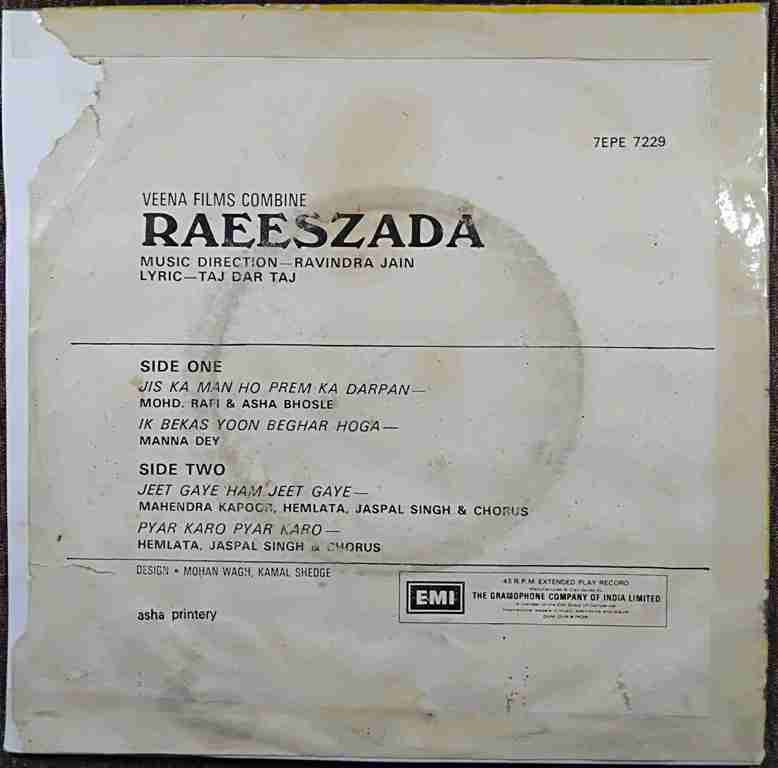 7EPE 7229
VEENA FILMS COMBINE
RAEESZADA
MUSIC DIRECTION—RAVINDRA JAIN
LYRIC—TAJ DAR TAJ
SIDE ONE
JIS KA MAN HO PREM KA DARPAN—
MOHD. RAFI & ASHA BHOSLE
IK BEKAS YOON BEGHAR HOGA—
MANNA DEY
SIDE TWO
JEET GAYE HAM JEET GAYE—
MAHENDRA KAPOOR, HEMLATA, JASPAL SINGH & CHORUS
PYAR KARO PYAR KARO—
HEMLATA, JASPAL SINGH & CHORUS
DESIGN • MOHAN WAGH, KAMAL SHEDGE
asha printery
EMI
45 R.P.M. EXTENDED PLAY RECORD
THE GRAMOPHONE COMPANY OF INDIA LIMITED